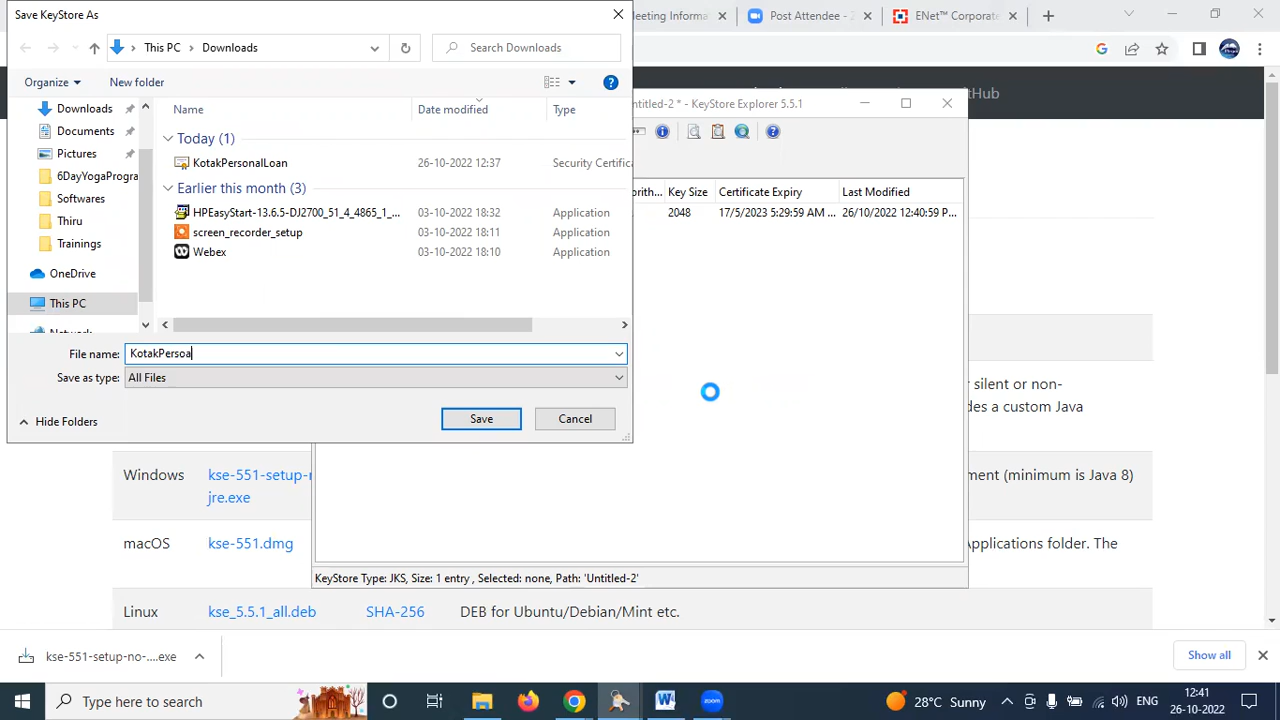 Save KeyStore As
Meeting Informa
Post Attendee - Z
ENet™ Corporate
This PC
Downloads
Search Downloads
Organize
New folder
Downloads
Documents
Pictures
6DayYogaProgra
Softwares
Thiru
Trainings
OneDrive
This PC
Network
Name
Date modified
Type
Today (1)
KotakPersonalLoan
26-10-2022 12:37
Security Certifica
Earlier this month (3)
HPEasyStart-13.6.5-DJ2700_51_4_4865_1_...
03-10-2022 18:32
Application
screen_recorder_setup
03-10-2022 18:11
Application
Webex
03-10-2022 18:10
Application
File name:
KotakPersoa
Save as type:
All Files
Hide Folders
Save
Cancel
ntitled-2 * - KeyStore Explorer 5.5.1
tHub
orith...
Key Size
Certificate Expiry
Last Modified
2048
17/5/2023 5:29:59 AM ...
26/10/2022 12:40:59 P...
r silent or non-
des a custom Java
Windows
kse-551-setup-n
jre.exe
ment (minimum is Java 8)
macOS
kse-551.dmg
Applications folder. The
KeyStore Type: JKS, Size: 1 entry , Selected: none, Path: 'Untitled-2'
Linux
kse_5.5.1_all.deb
SHA-256
DEB for Ubuntu/Debian/Mint etc.
kse-551-setup-no-....exe
Show all
Type here to search
28°C Sunny
ENG
12:41
26-10-2022